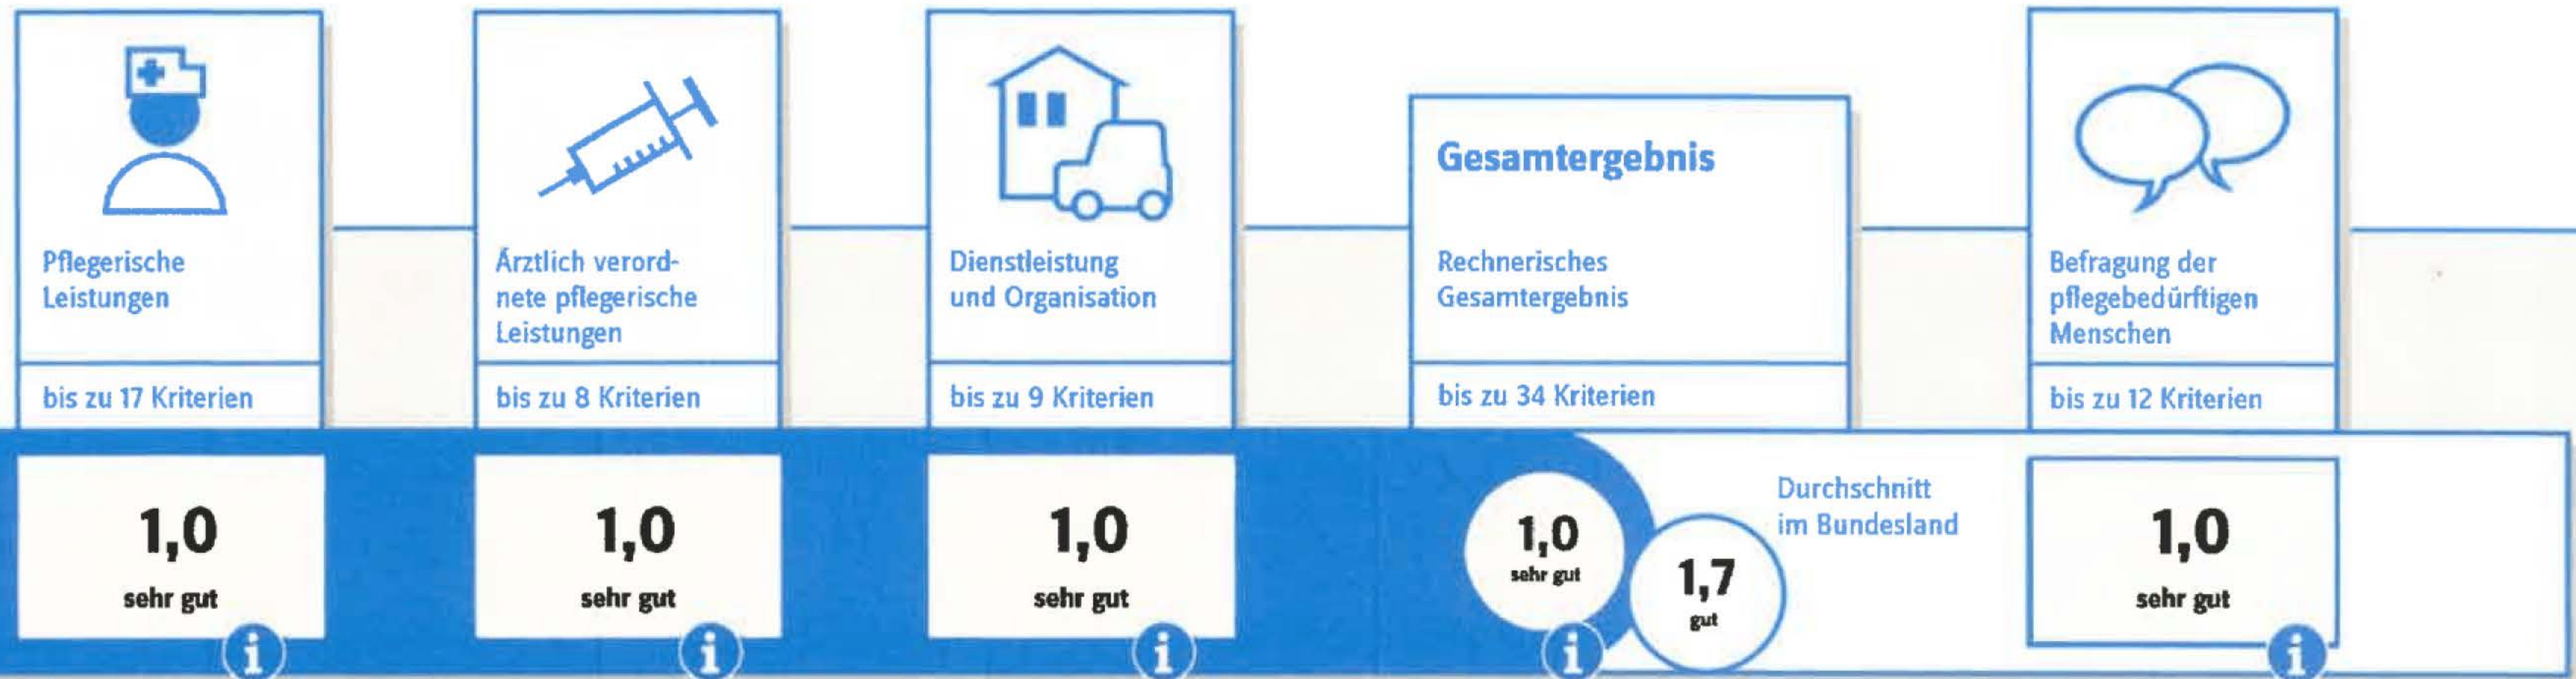 Pflegerische
Leistungen
bis zu 17 Kriterien
1,0
sehr gut
i
Ärztlich verord-
nete pflegerische
Leistungen
bis zu 8 Kriterien
1,0
sehr gut
i
Dienstleistung
und Organisation
bis zu 9 Kriterien
1,0
sehr gut
i
Gesamtergebnis
Rechnerisches
Gesamtergebnis
bis zu 34 Kriterien
1,0
sehr gut
i
1,7
gut
Durchschnitt
im Bundesland
Befragung der
pflegebedürftigen
Menschen
bis zu 12 Kriterien
1,0
sehr gut
i